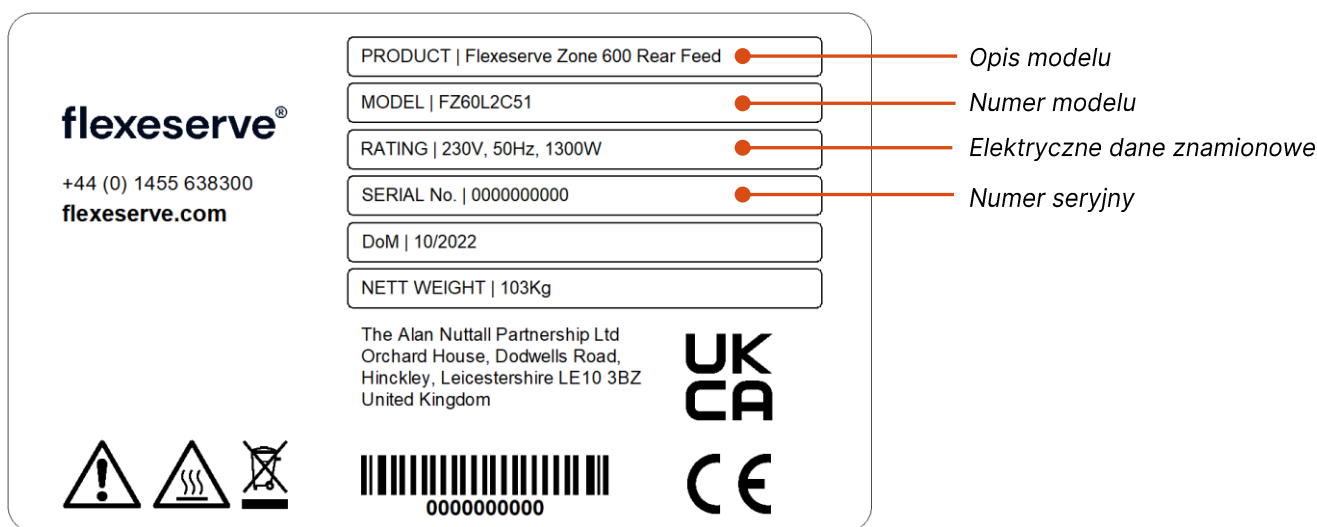 flexeserve®
+44 (0) 1455 638300
flexeserve.com
PRODUCT | Flexeserve Zone 600 Rear Feed
Opis modelu
MODEL | FZ60L2C51
Numer modelu
RATING | 230V, 50Hz, 1300W
Elektryczne dane znamionowe
SERIAL No. | 0000000000
Numer seryjny
DoM | 10/2022
NETT WEIGHT | 103Kg
The Alan Nuttall Partnership Ltd
Orchard House, Dodwells Road,
Hinckley, Leicestershire LE10 3BZ
United Kingdom
UK
CA
0000000000
CE